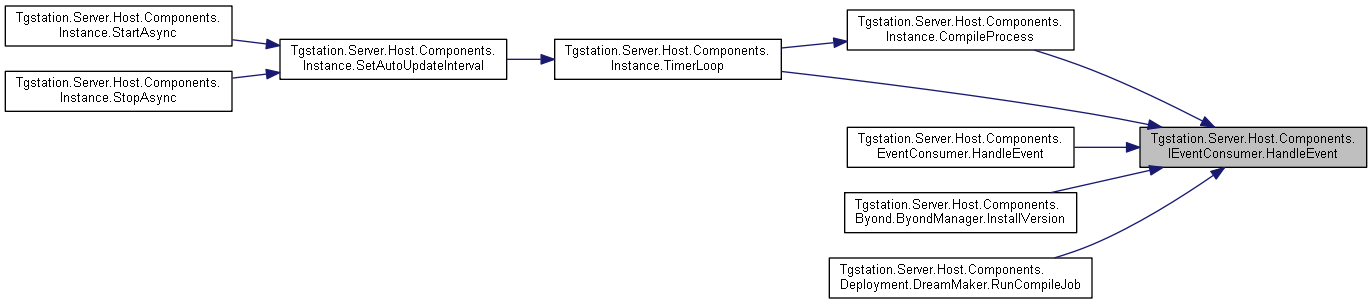 Tgstation.Server.Host.Components.
Instance.StartAsync
Tgstation.Server.Host.Components.
Instance.StopAsync
Tgstation.Server.Host.Components.
Instance.SetAutoUpdateInterval
Tgstation.Server.Host.Components.
Instance.TimerLoop
Tgstation.Server.Host.Components.
Instance.CompileProcess
Tgstation.Server.Host.Components.
EventConsumer.HandleEvent
Tgstation.Server.Host.Components.
Byond.ByondManager.InstallVersion
Tgstation.Server.Host.Components.
Deployment.DreamMaker.RunCompileJob
Tgstation.Server.Host.Components.
IEventConsumer.HandleEvent